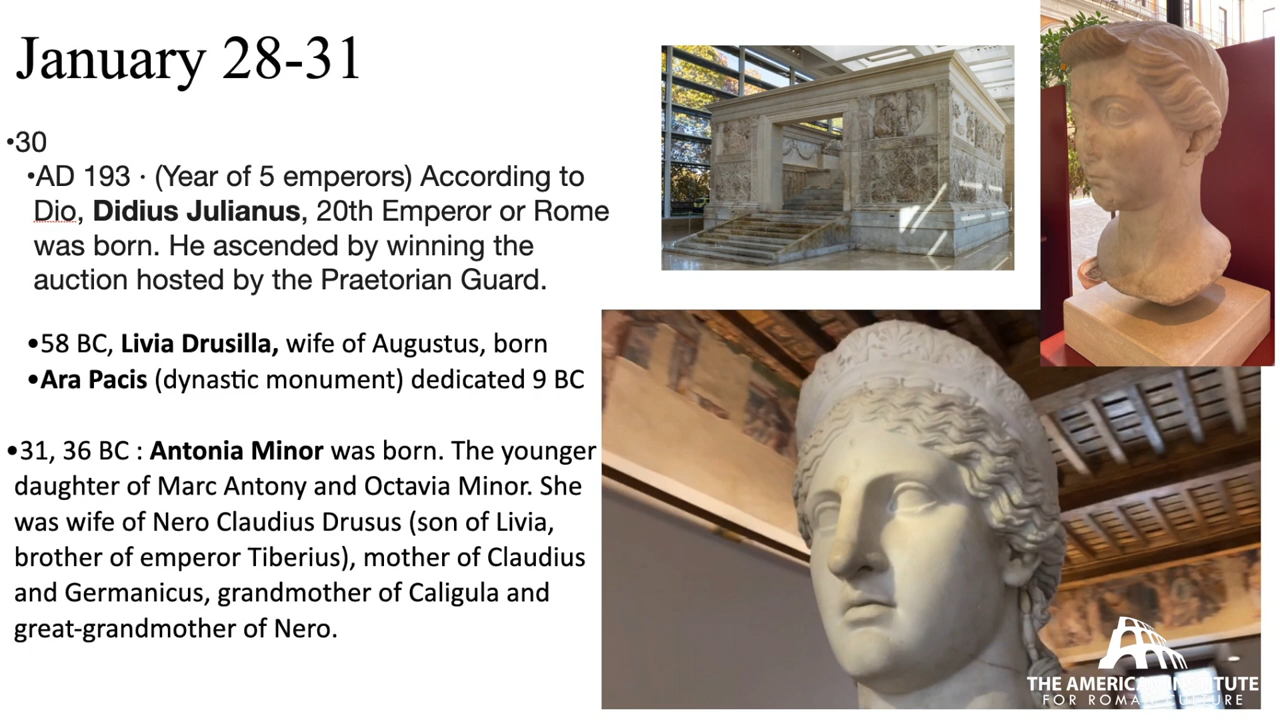 January 28-31
•30
•AD 193 · (Year of 5 emperors) According to
Dio, Didius Julianus, 20th Emperor or Rome
was born. He ascended by winning the
auction hosted by the Praetorian Guard.
•58 BC, Livia Drusilla, wife of Augustus, born
•Ara Pacis (dynastic monument) dedicated 9 BC
•31, 36 BC : Antonia Minor was born. The younger
daughter of Marc Antony and Octavia Minor. She
was wife of Nero Claudius Drusus (son of Livia,
brother of emperor Tiberius), mother of Claudius
and Germanicus, grandmother of Caligula and
great-grandmother of Nero.
THE AMERICAN INSTITUTE
FOR ROMAN CULTURE